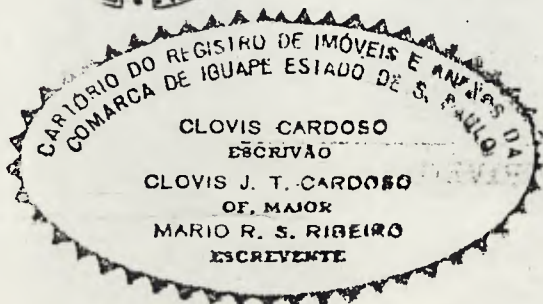 CARTÓRIO DO REGISTRO DE IMÓVEIS E ANEXOS DA
COMARCA DE IGUAPE ESTADO DE S. PAULO
CLOVIS CARDOSO
ESCRIVÃO
CLOVIS J. T. CARDOSO
OF. MAIOR
MARIO R. S. RIBEIRO
ESCREVENTE